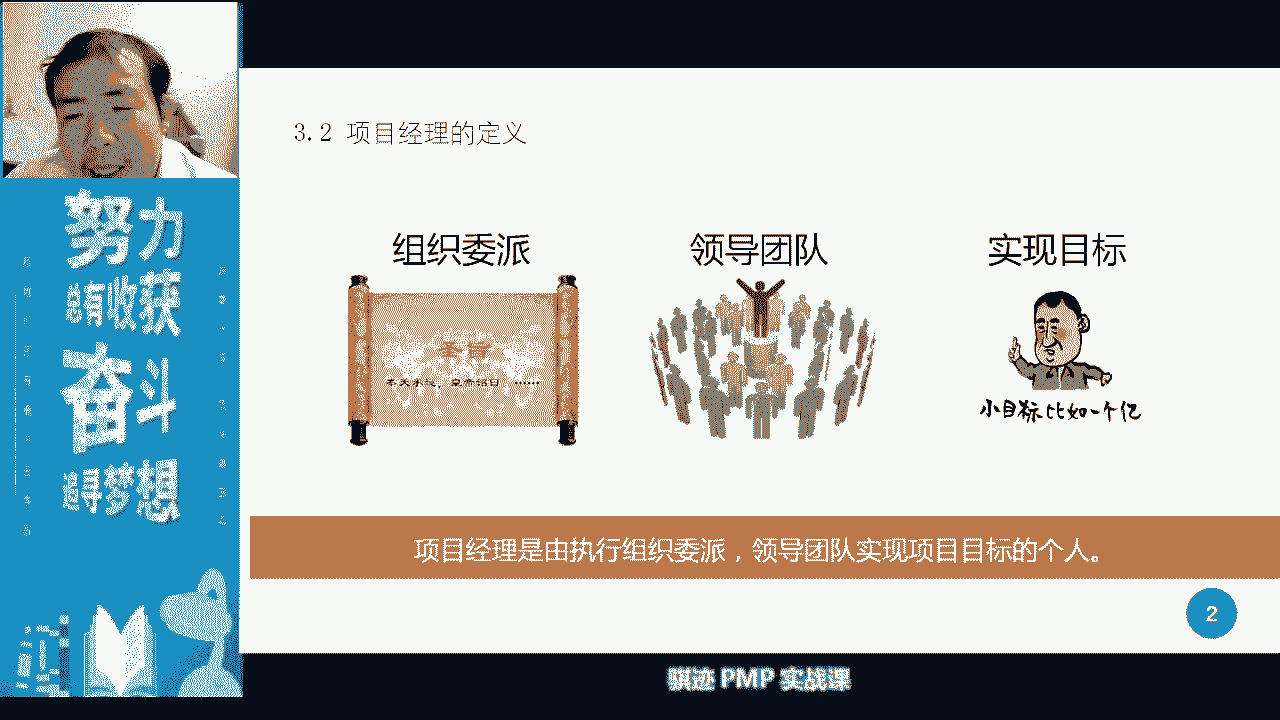 努力
总有收获
奋斗
追寻梦想
3.2 项目经理的定义
组织委派
领导团队
实现目标
圣旨
奉天承运，皇帝诏曰 ……
小目标比如一个亿
项目经理是由执行组织委派，领导团队实现项目目标的个人。
2
骐迹 PMP 实战课